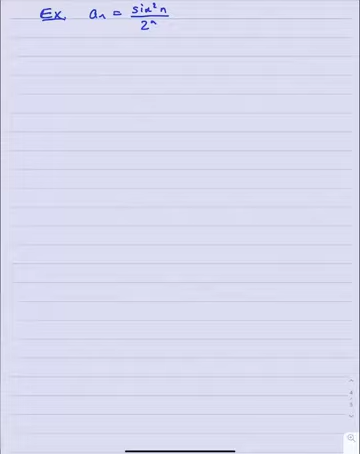 Ex. aₙ = sin²n / 2ⁿ